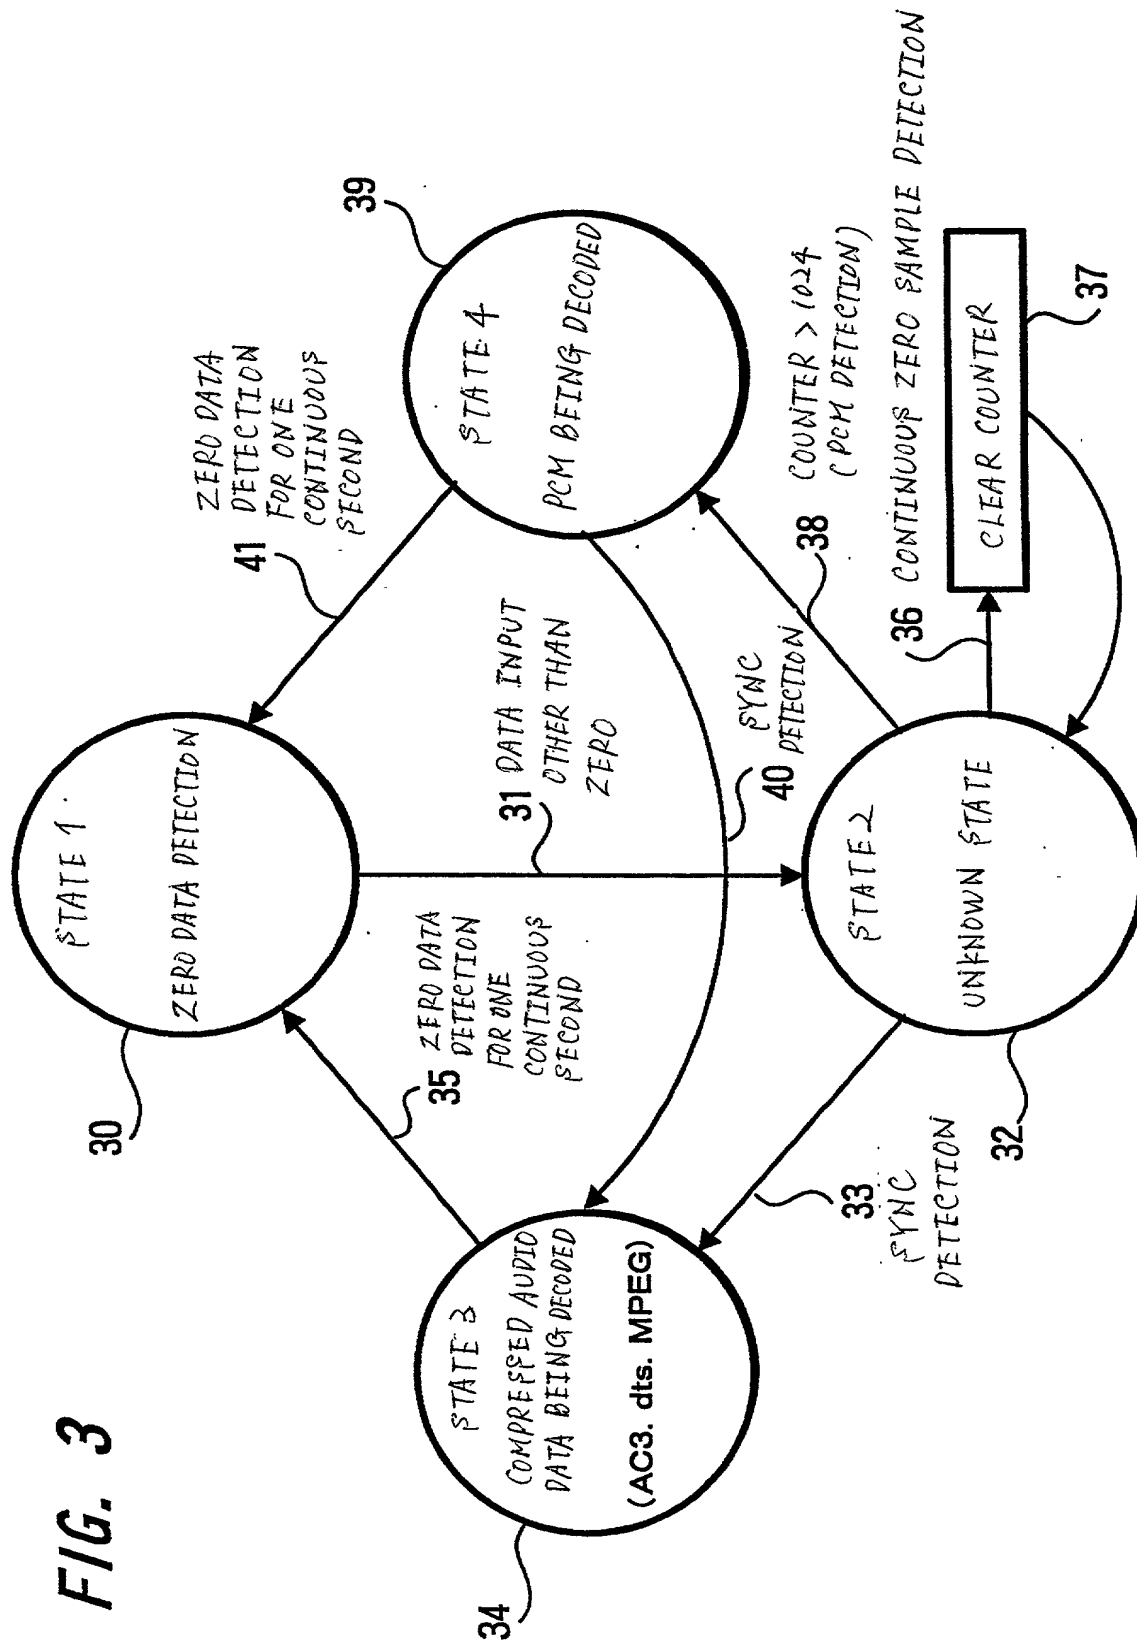 FIG. 3
STATE 1
ZERO DATA DETECTION
30
ZERO DATA
DETECTION
FOR ONE
CONTINUOUS
SECOND
41
39
STATE 4
PCM BEING DECODED
35
ZERO DATA
DETECTION
FOR ONE
CONTINUOUS
SECOND
31
DATA INPUT
OTHER THAN
ZERO
34
STATE 3
COMPRESSED AUDIO
DATA BEING DECODED
(AC3. dts. MPEG)
40
SYNC
DETECTION
38
COUNTER > 1024
(PCM DETECTION)
33
SYNC
DETECTION
32
STATE 2
UNKNOWN STATE
36
CONTINUOUS ZERO SAMPLE DETECTION
CLEAR COUNTER
37